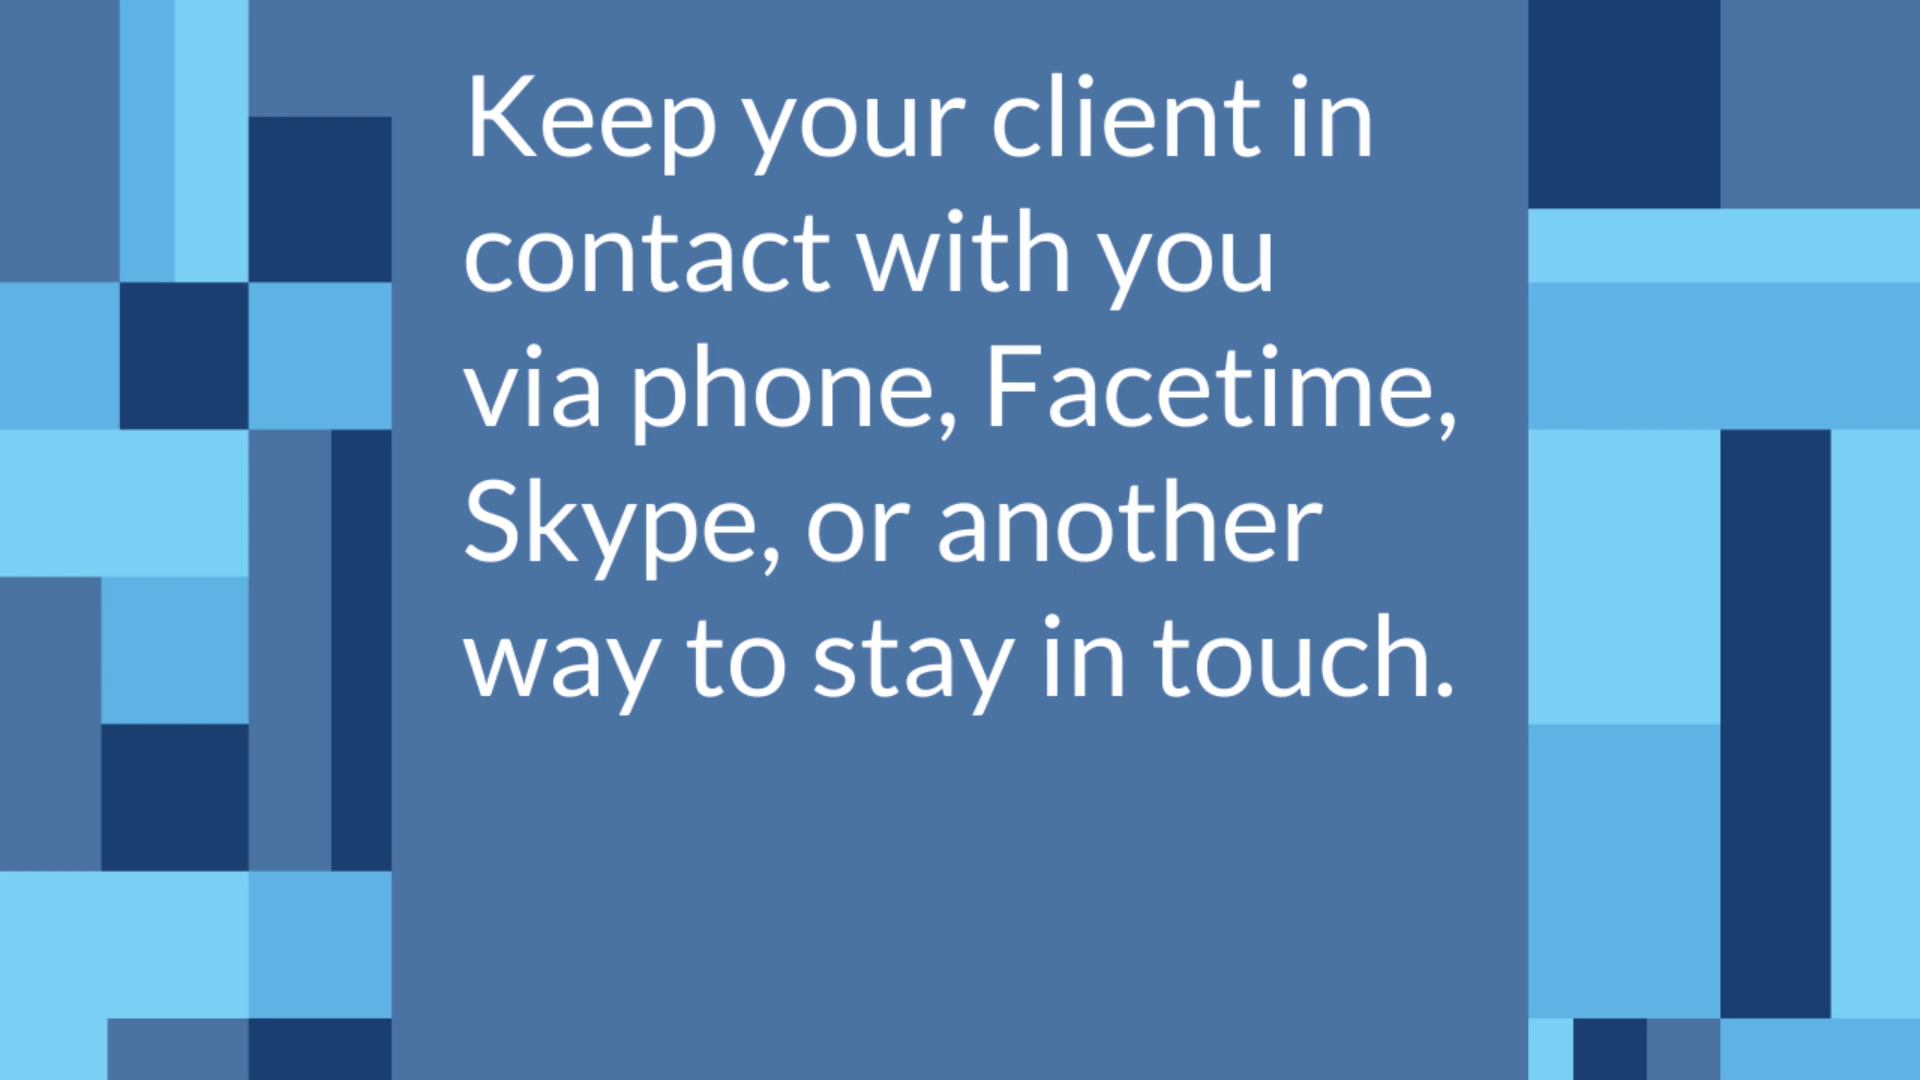 Keep your client in
contact with you
via phone, Facetime,
Skype, or another
way to stay in touch.